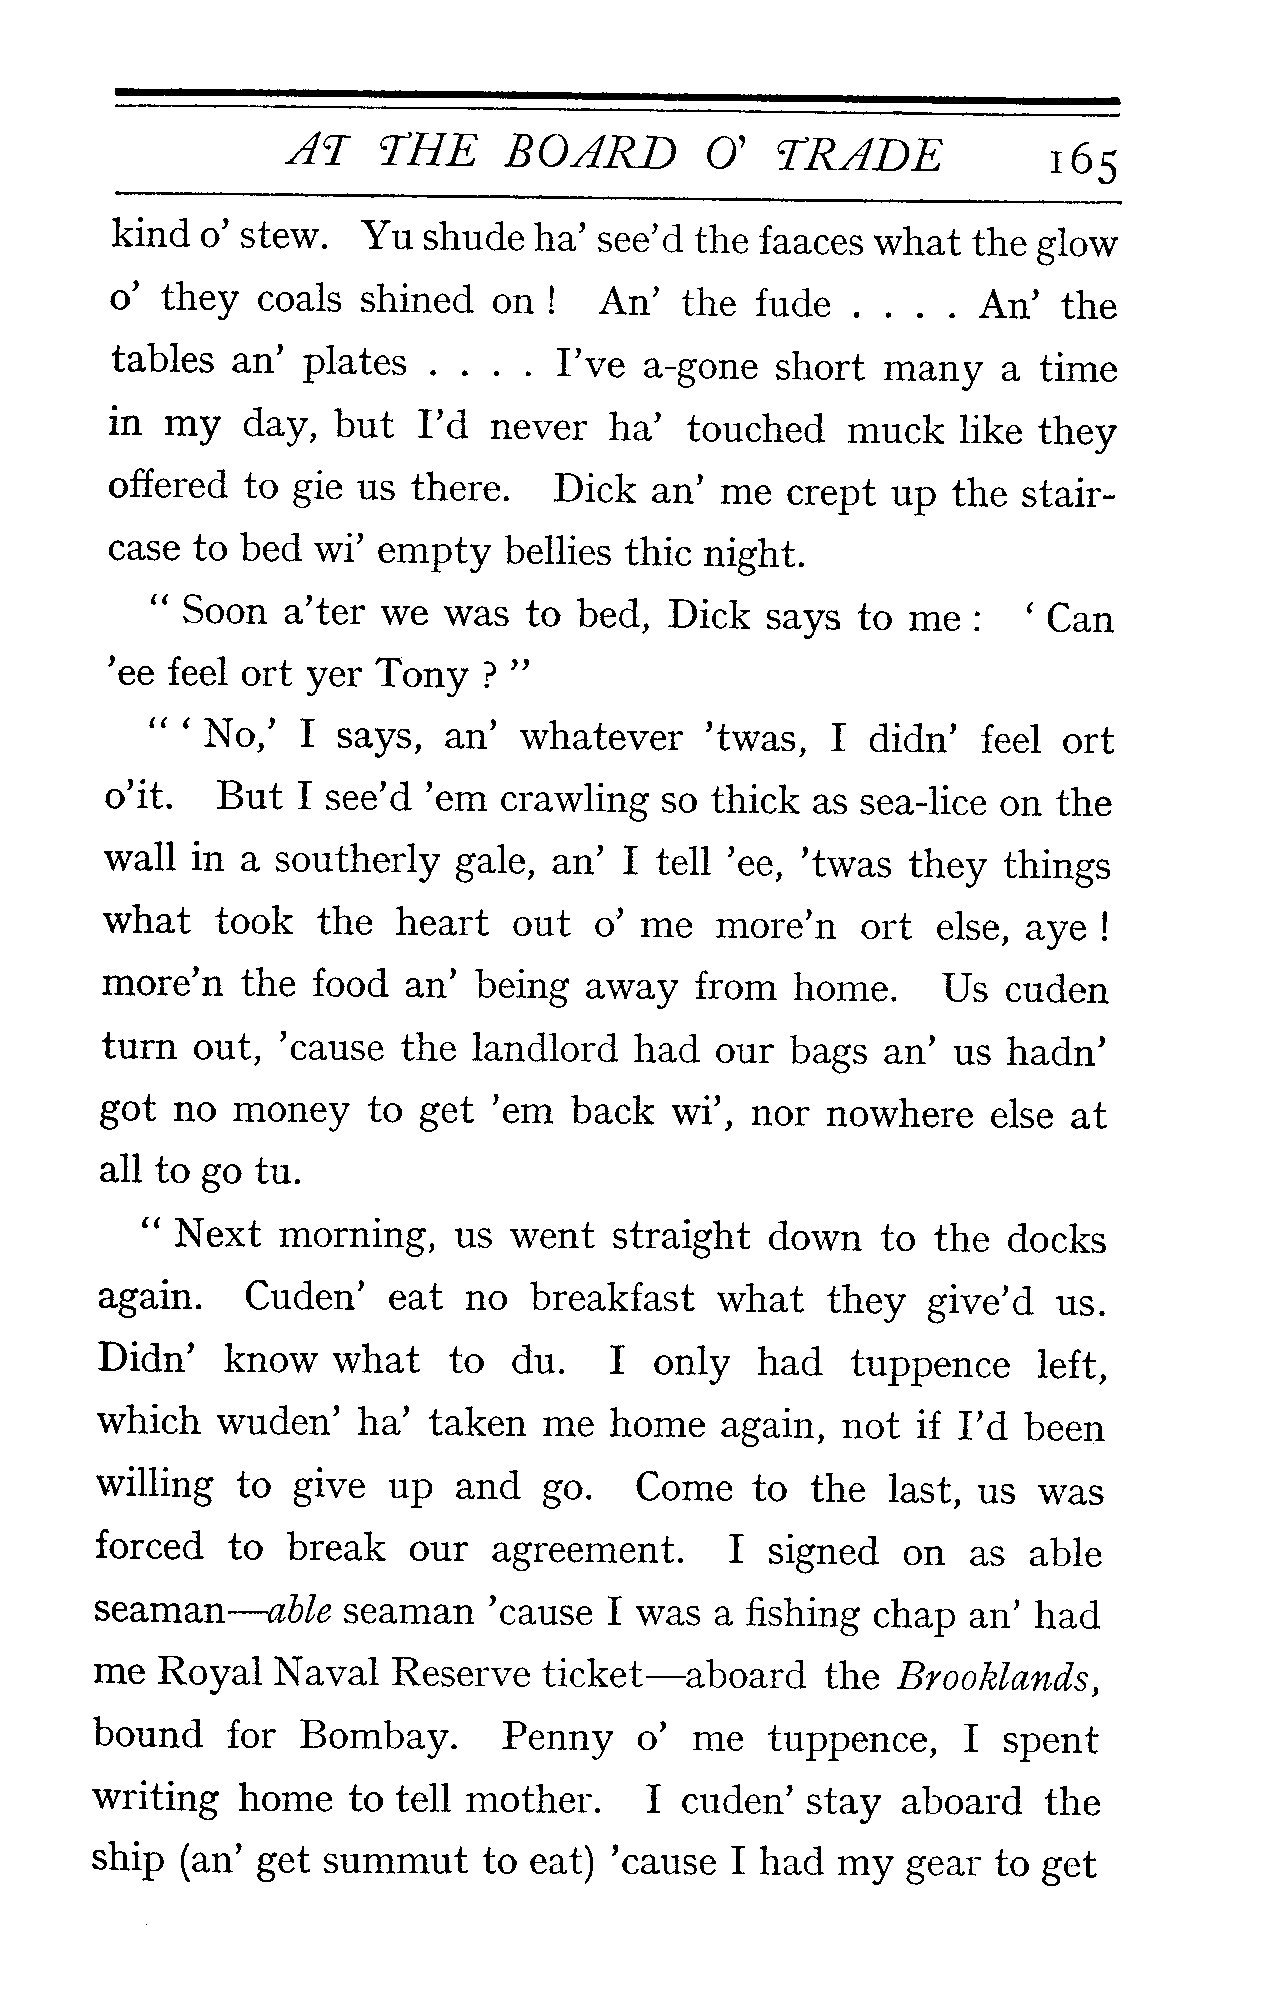 AT THE BOARD O' TRADE 165
kind o' stew. Yu shude ha' see'd the faaces what the glow
o' they coals shined on ! An' the fude . . . . An' the
tables an' plates . . . . I've a-gone short many a time
in my day, but I'd never ha' touched muck like they
offered to gie us there. Dick an' me crept up the stair-
case to bed wi' empty bellies thic night.
“ Soon a'ter we was to bed, Dick says to me : ‘ Can
'ee feel ort yer Tony ? ”
“ ‘ No,’ I says, an' whatever 'twas, I didn' feel ort
o'it. But I see'd 'em crawling so thick as sea-lice on the
wall in a southerly gale, an' I tell 'ee, 'twas they things
what took the heart out o' me more'n ort else, aye !
more'n the food an' being away from home. Us cuden
turn out, 'cause the landlord had our bags an' us hadn'
got no money to get 'em back wi', nor nowhere else at
all to go tu.
“ Next morning, us went straight down to the docks
again. Cuden' eat no breakfast what they give'd us.
Didn' know what to du. I only had tuppence left,
which wuden' ha' taken me home again, not if I'd been
willing to give up and go. Come to the last, us was
forced to break our agreement. I signed on as able
seaman—able seaman 'cause I was a fishing chap an' had
me Royal Naval Reserve ticket—aboard the Brooklands,
bound for Bombay. Penny o' me tuppence, I spent
writing home to tell mother. I cuden' stay aboard the
ship (an' get summut to eat) 'cause I had my gear to get